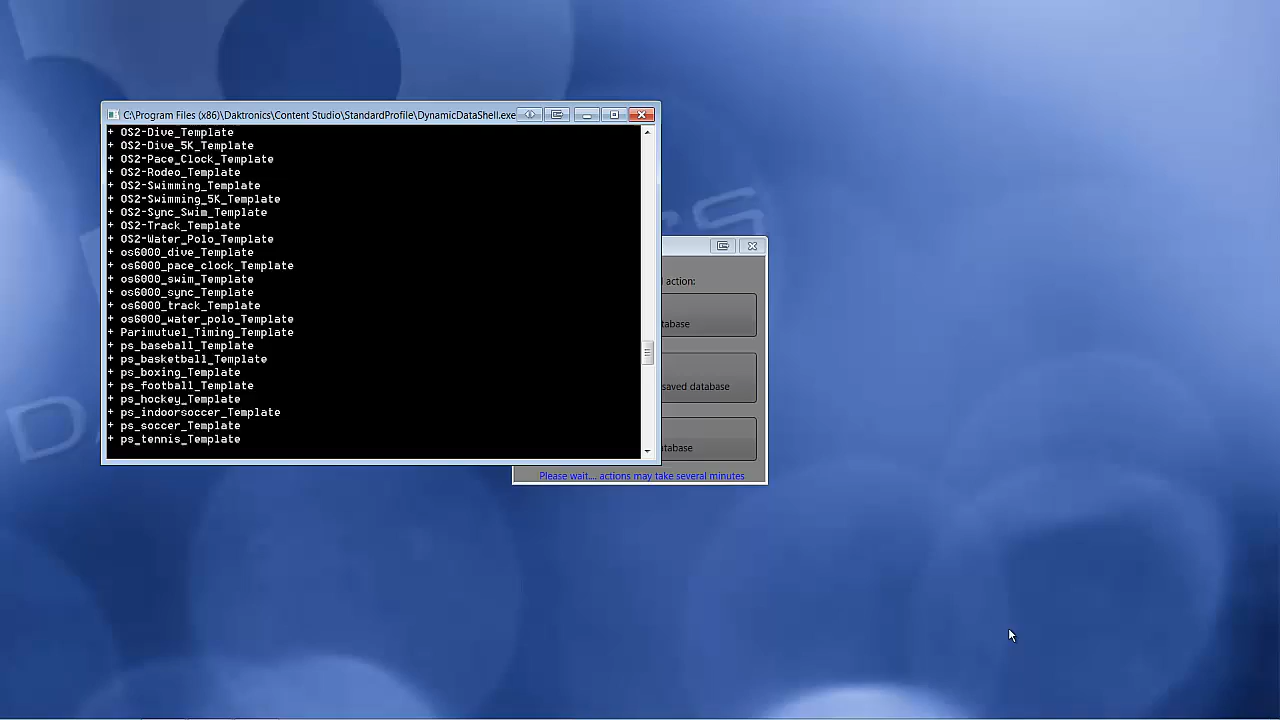 C:\Program Files (x86)\Daktronics\Content Studio\StandardProfile\DynamicDataShell.exe
+ OS2-Dive_Template
+ OS2-Dive_5K_Template
+ OS2-Pace_Clock_Template
+ OS2-Rodeo_Template
+ OS2-Swimming_Template
+ OS2-Swimming_5K_Template
+ OS2-Sync_Swim_Template
+ OS2-Track_Template
+ OS2-Water_Polo_Template
+ os6000_dive_Template
+ os6000_pace_clock_Template
+ os6000_swim_Template
+ os6000_sync_Template
+ os6000_track_Template
+ os6000_water_polo_Template
+ Parimutuel_Timing_Template
+ ps_baseball_Template
+ ps_basketball_Template
+ ps_boxing_Template
+ ps_football_Template
+ ps_hockey_Template
+ ps_indoorsoccer_Template
+ ps_soccer_Template
+ ps_tennis_Template
action:
saved database
Please wait.... actions may take several minutes